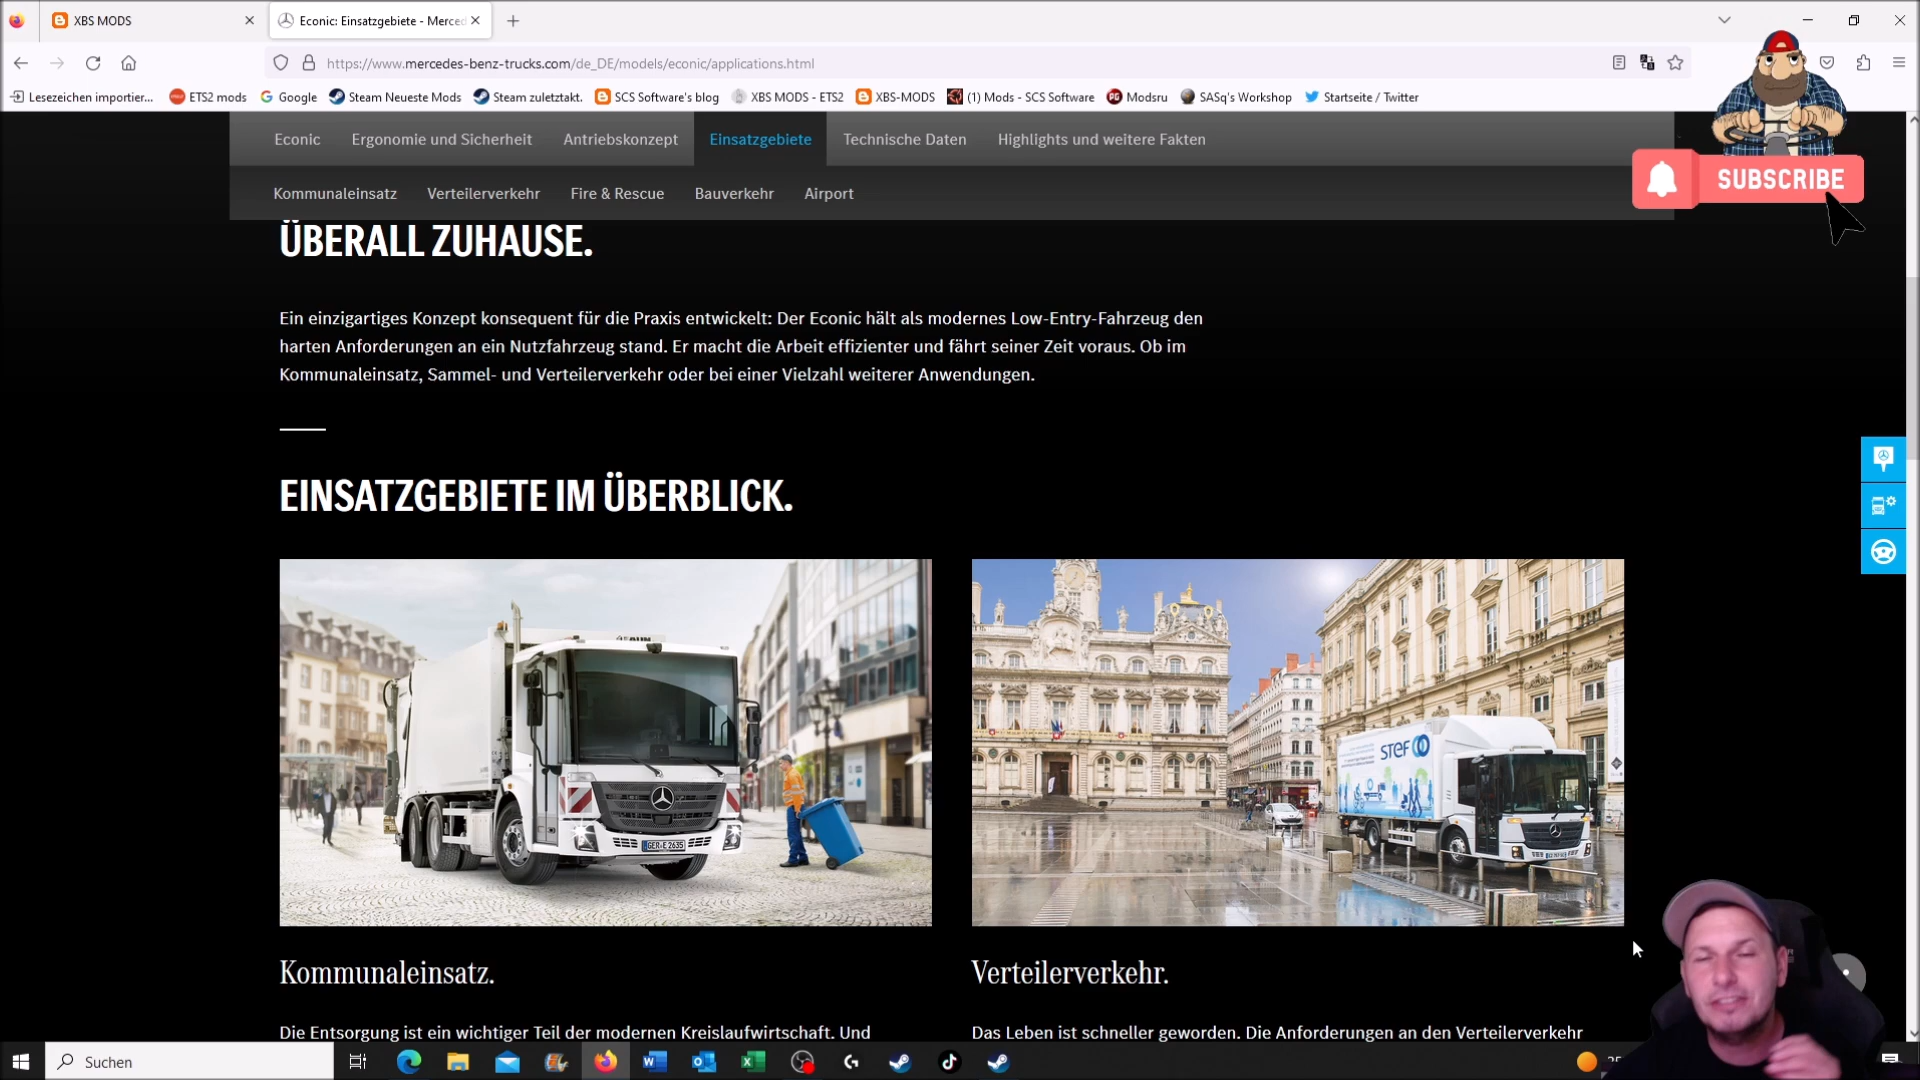 XBS MODS
Econic: Einsatzgebiete - Merced
https://www.mercedes-benz-trucks.com/de_DE/models/econic/applications.html
Lesezeichen importier...
ETS2 mods
Google
Steam Neueste Mods
Steam zuletztakt.
SCS Software's blog
XBS MODS - ETS2
XBS-MODS
(1) Mods - SCS Software
Modsru
SASq's Workshop
Startseite / Twitter
Econic
Ergonomie und Sicherheit
Antriebskonzept
Einsatzgebiete
Technische Daten
Highlights und weitere Fakten
SUBSCRIBE
Kommunaleinsatz
Verteilerverkehr
Fire & Rescue
Bauverkehr
Airport
ÜBERALL ZUHAUSE.
Ein einzigartiges Konzept konsequent für die Praxis entwickelt: Der Econic hält als modernes Low-Entry-Fahrzeug den
harten Anforderungen an ein Nutzfahrzeug stand. Er macht die Arbeit effizienter und fährt seiner Zeit voraus. Ob im
Kommunaleinsatz, Sammel- und Verteilerverkehr oder bei einer Vielzahl weiterer Anwendungen.
EINSATZGEBIETE IM ÜBERBLICK.
STEF
GER·E 2635
Kommunaleinsatz.
Verteilerverkehr.
Die Entsorgung ist ein wichtiger Teil der modernen Kreislaufwirtschaft. Und
Das Leben ist schneller geworden. Die Anforderungen an den Verteilerverkehr
Suchen